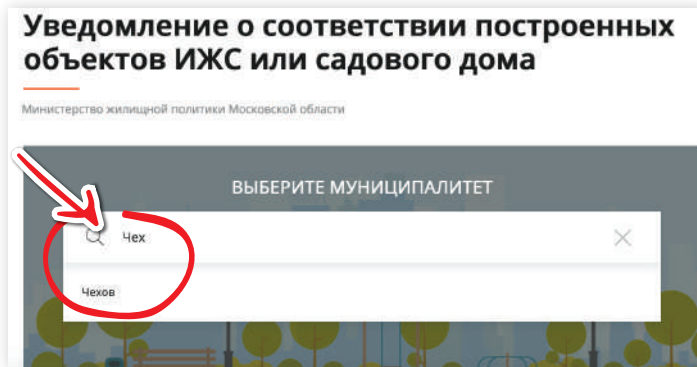 Уведомление о соответствии построенных
объектов ИЖС или садового дома
Министерство жилищной политики Московской области
ВЫБЕРИТЕ МУНИЦИПАЛИТЕТ
Чех
Чехов